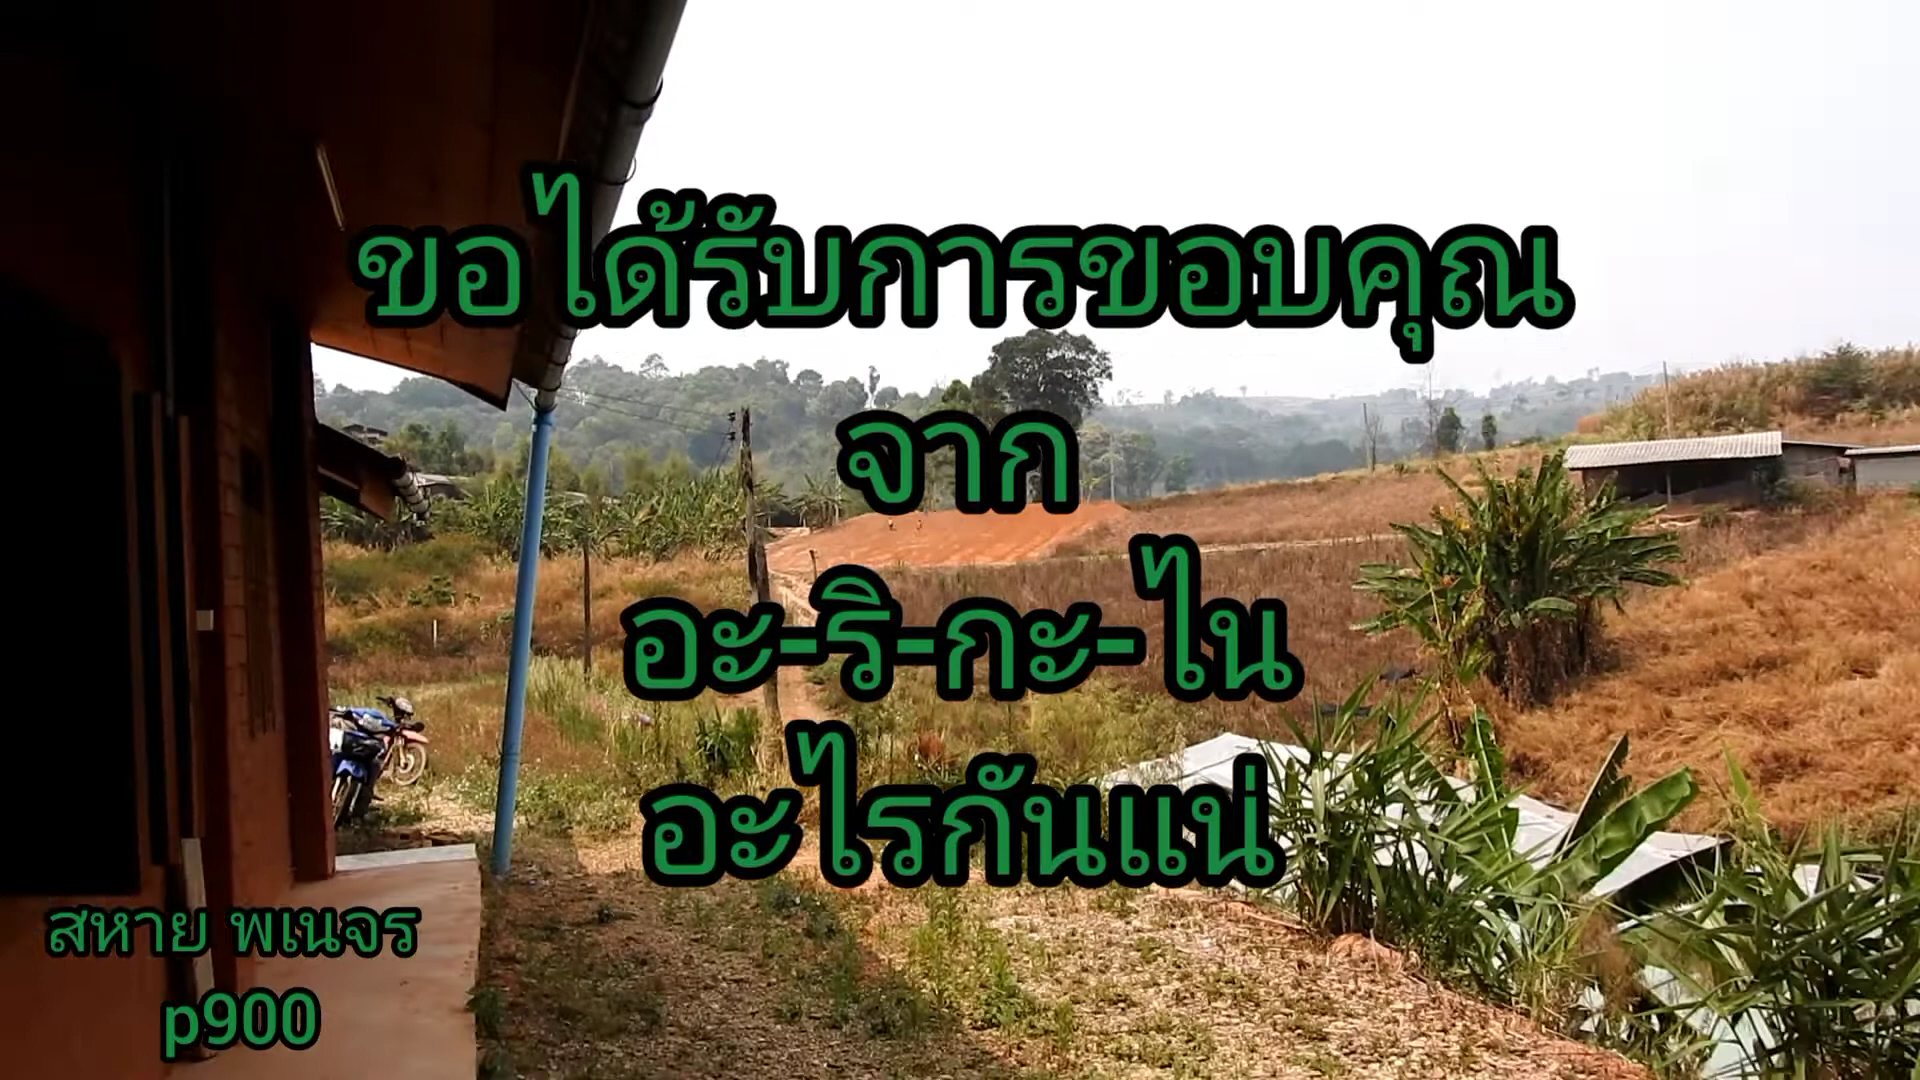 ขอได้รับการขอบคุณ
จาก
อะ-ริ-กะ-ไน
อะไรกันแน่
สหาย พเนจร
p900